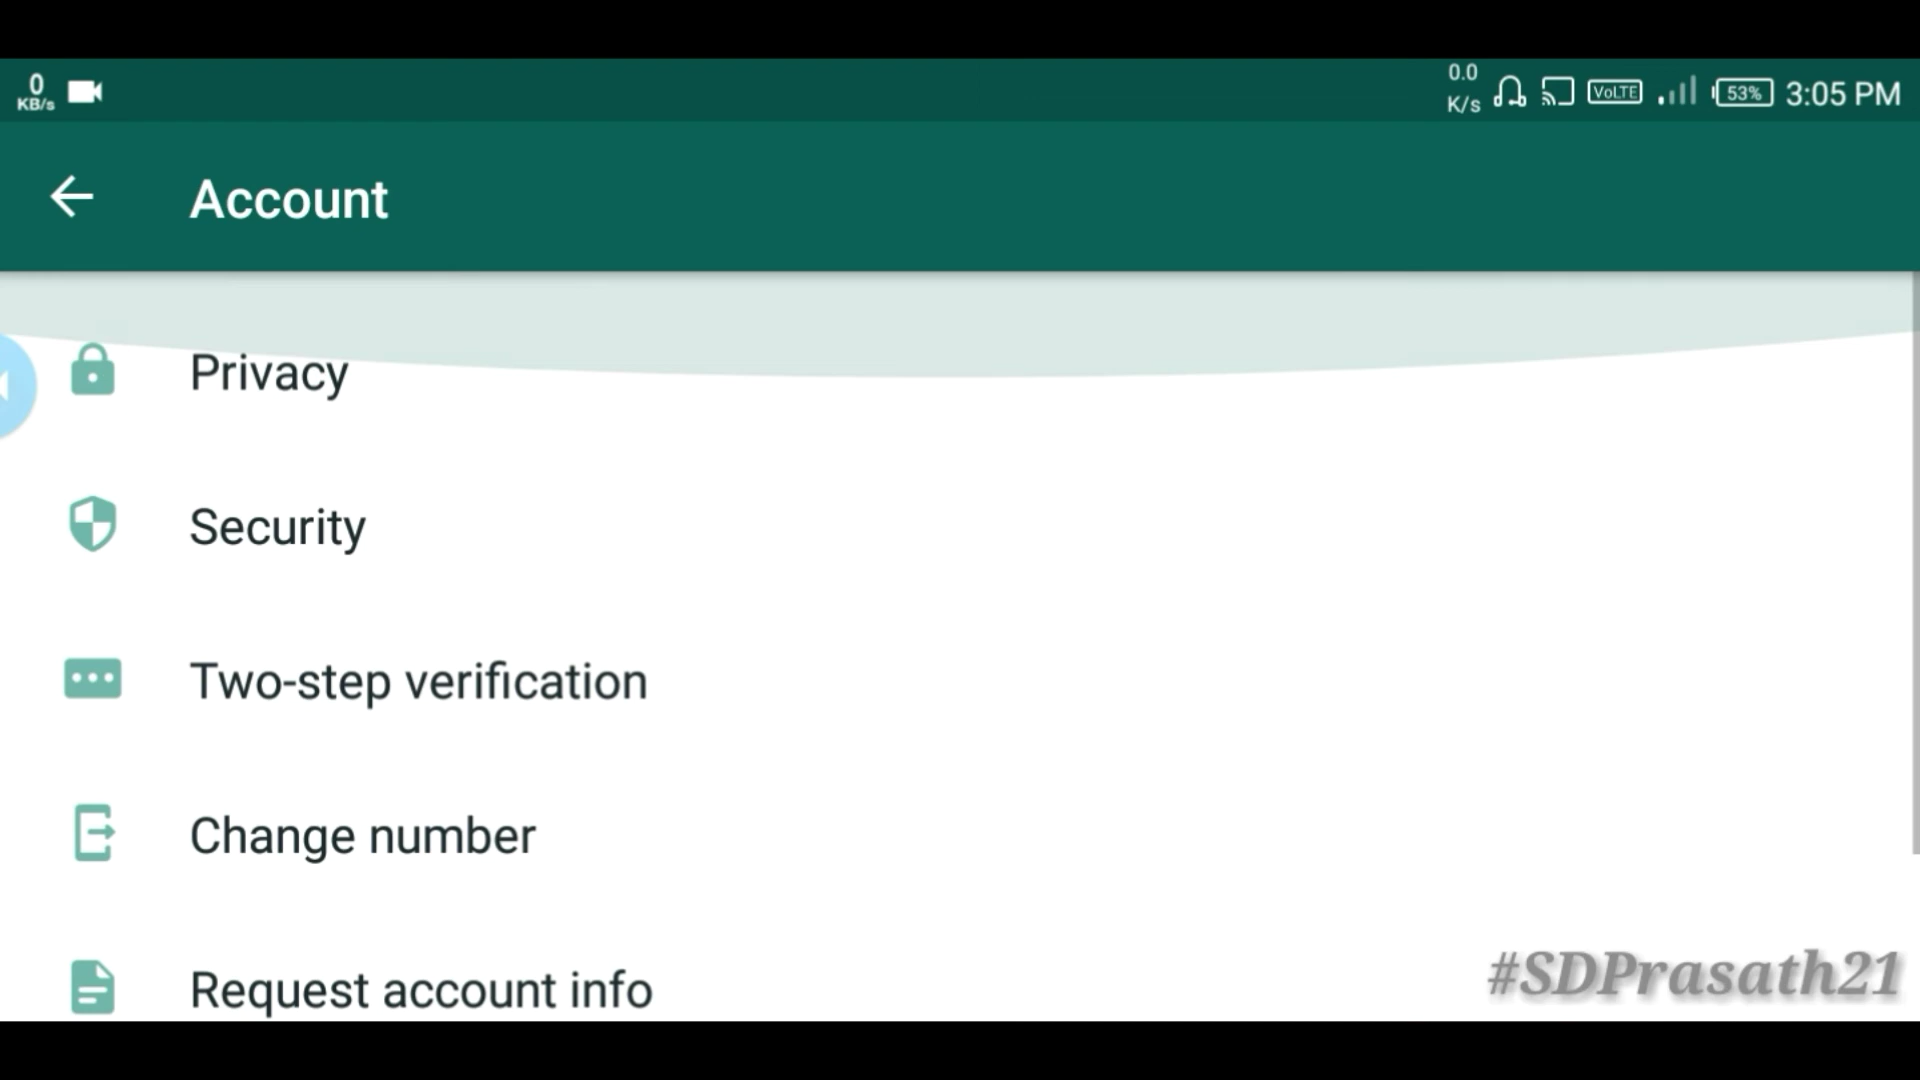 0
KB/s
0.0
K/s
VoLTE
53%
3:05 PM
Account
Privacy
Security
Two-step verification
Change number
Request account info
#SDPrasath21